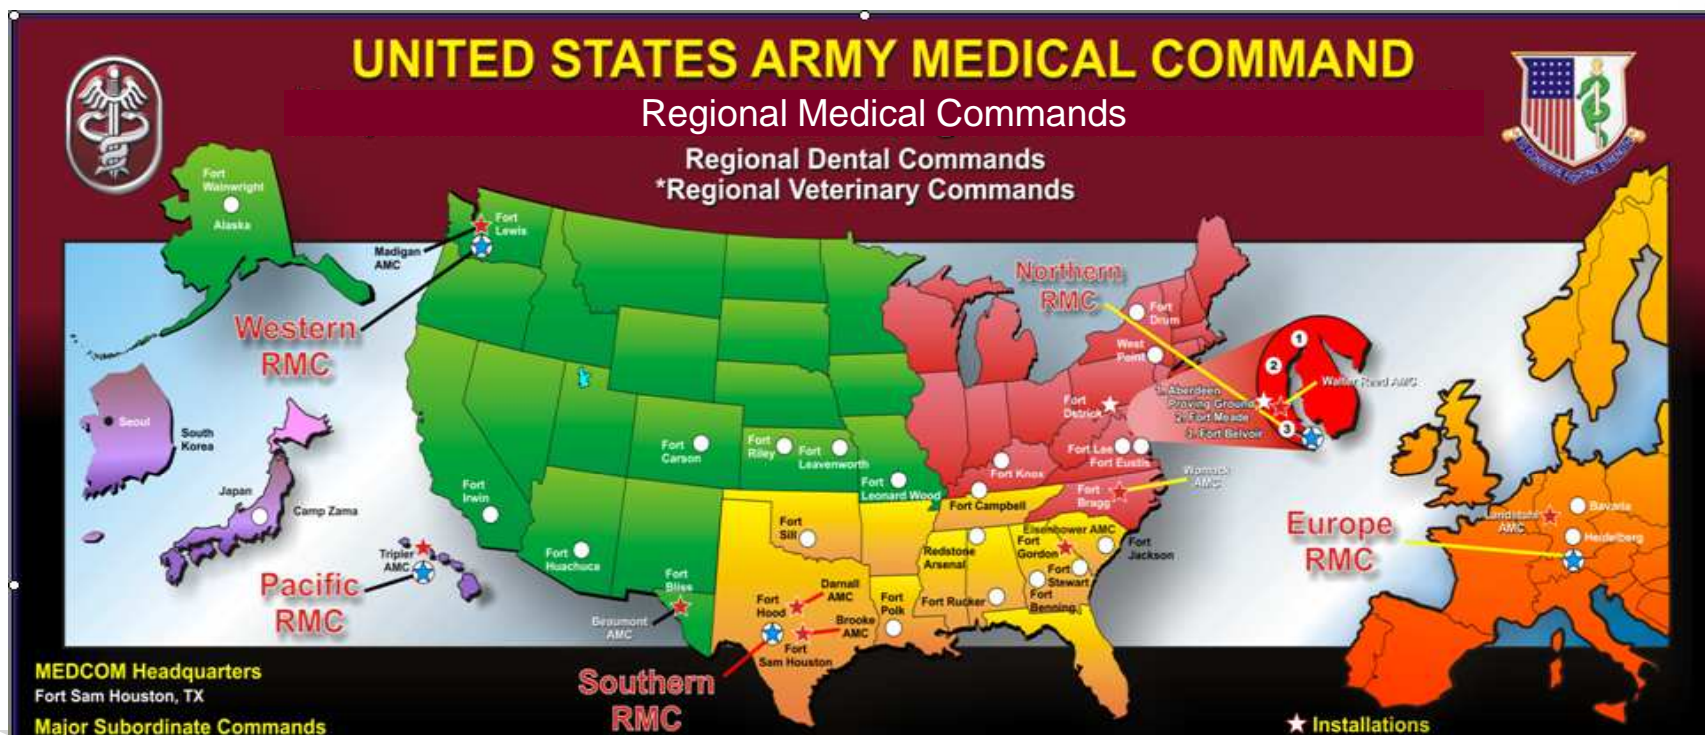 UNITED STATES ARMY MEDICAL COMMAND
Regional Medical Commands
Regional Dental Commands
*Regional Veterinary Commands
Fort
Wainwright
Alaska
Fort
Lewis
Madigan
AMC
Western
RMC
Northern
RMC
Fort
Drum
West
Point
1
2
3
Walter Reed AMC
1. Aberdeen
Proving Ground
2. Fort Meade
3. Fort Belvoir
Fort
Detrick
Seoul
South
Korea
Japan
Camp Zama
Fort
Carson
Fort
Riley
Fort
Leavenworth
Fort
Leonard Wood
Fort Lee
Fort Eustis
Fort Knox
Womack
AMC
Fort
Bragg
Fort Campbell
Fort
Irwin
Fort
Huachuca
Fort
Sill
Redstone
Arsenal
Eisenhower AMC
Fort
Gordon
Fort
Jackson
Fort
Stewart
Fort
Benning
Fort Rucker
Tripler
AMC
Pacific
RMC
Fort
Bliss
Beaumont
AMC
Fort
Hood
Darnall
AMC
Brooke
AMC
Fort
Sam Houston
Fort
Polk
Southern
RMC
Europe
RMC
Landstuhl
AMC
Bavaria
Heidelberg
MEDCOM Headquarters
Fort Sam Houston, TX
Major Subordinate Commands
Installations